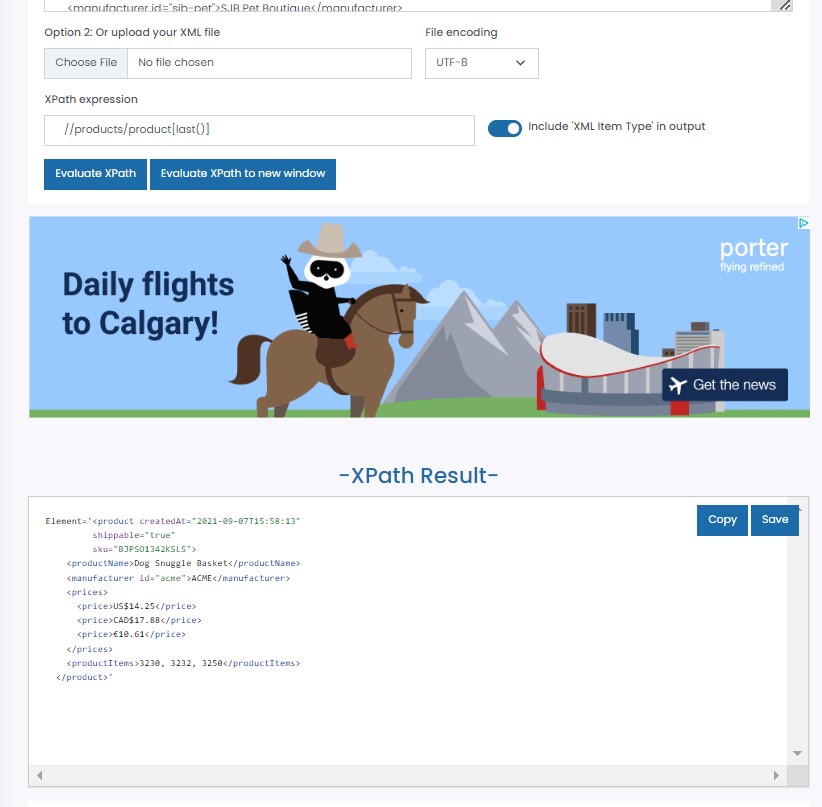 <manufacturer id="sjb-pet">SJB Pet Boutique</manufacturer>
Option 2: Or upload your XML file
File encoding
Choose File
No file chosen
UTF-8
XPath expression
//products/product[last()]
Include 'XML Item Type' in output
Evaluate XPath
Evaluate XPath to new window
porter
flying refined
Daily flights
to Calgary!
Get the news
-XPath Result-
Copy
Save
Element='<product createdAt="2021-09-07T15:58:13"
shippable="true"
sku="BJPSO1342KSLS">
<productName>Dog Snuggle Basket</productName>
<manufacturer id="acme">ACME</manufacturer>
<prices>
<price>US$14.25</price>
<price>CAD$17.88</price>
<price>€10.61</price>
</prices>
<productItems>3230, 3232, 3250</productItems>
</product>'